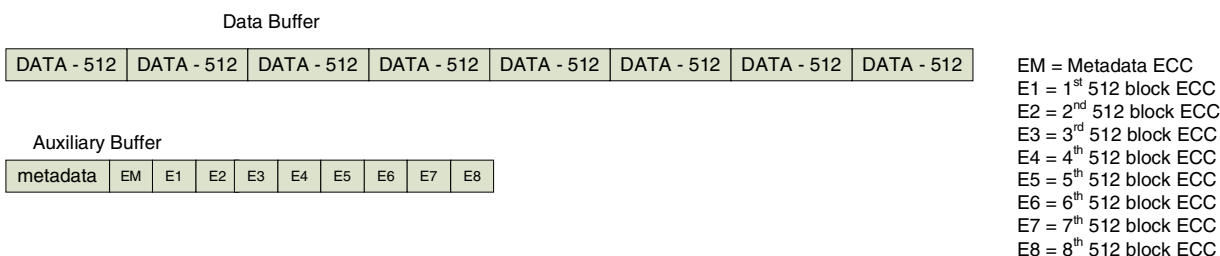 Data Buffer
DATA - 512 DATA - 512 DATA - 512 DATA - 512 DATA - 512 DATA - 512 DATA - 512 DATA - 512
Auxiliary Buffer
metadata EM E1 E2 E3 E4 E5 E6 E7 E8
EM = Metadata ECC
E1 = 1st 512 block ECC
E2 = 2nd 512 block ECC
E3 = 3rd 512 block ECC
E4 = 4th 512 block ECC
E5 = 5th 512 block ECC
E6 = 6th 512 block ECC
E7 = 7th 512 block ECC
E8 = 8th 512 block ECC